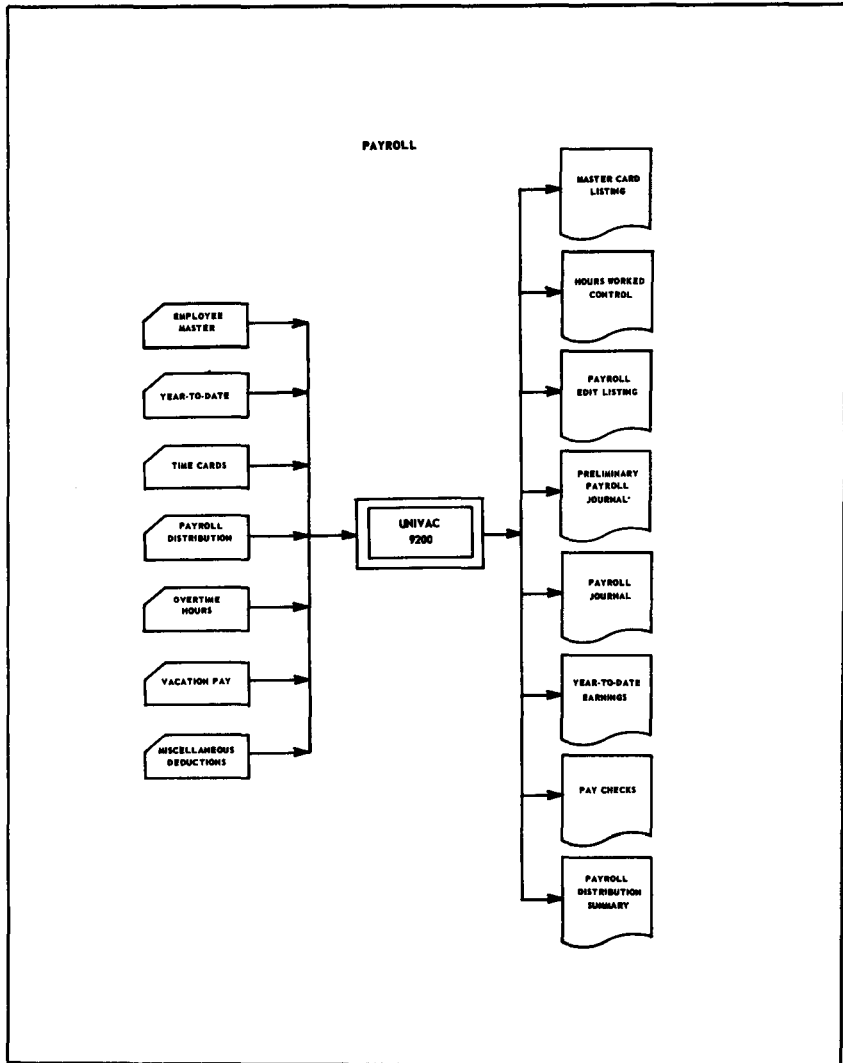 PAYROLL
EMPLOYEE
MASTER
YEAR-TO-DATE
TIME CARDS
PAYROLL
DISTRIBUTION
OVERTIME
HOURS
VACATION PAY
MISCELLANEOUS
DEDUCTIONS
UNIVAC
9200
MASTER CARD
LISTING
HOURS WORKED
CONTROL
PAYROLL
EDIT LISTING
PRELIMINARY
PAYROLL
JOURNAL
PAYROLL
JOURNAL
YEAR-TO-DATE
EARNINGS
PAY CHECKS
PAYROLL
DISTRIBUTION
SUMMARY